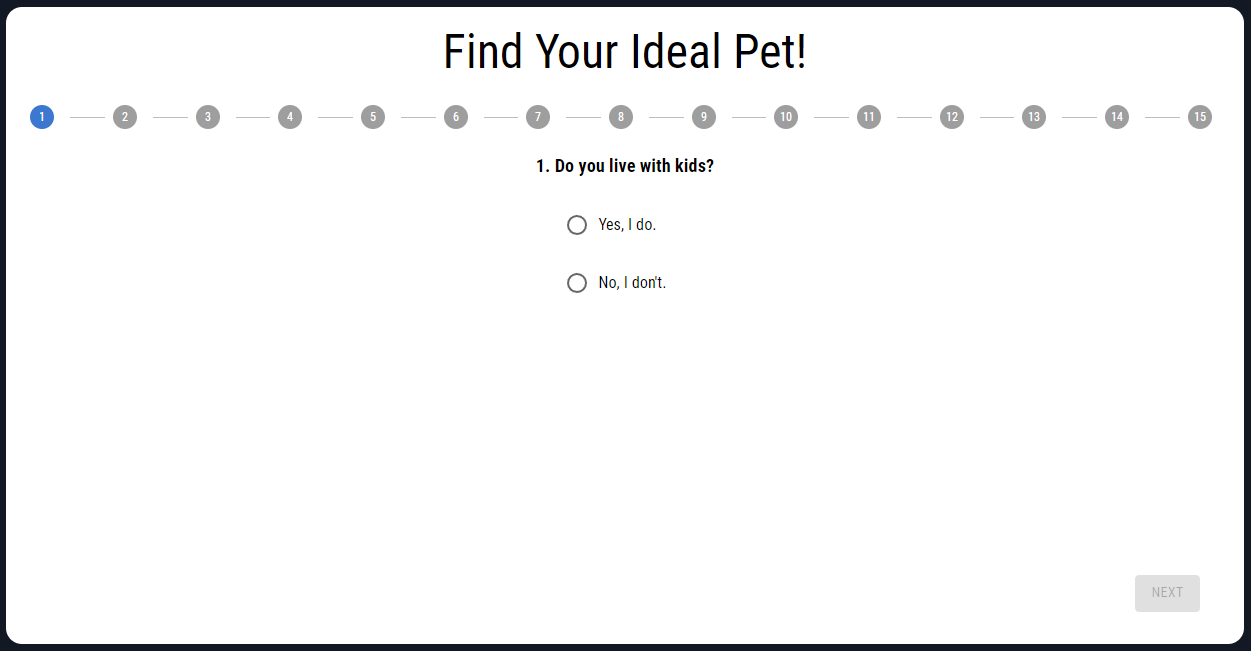 Find Your Ideal Pet!
1 2 3 4 5 6 7 8 9 10 11 12 13 14 15
1. Do you live with kids?
Yes, I do.
No, I don't.
NEXT